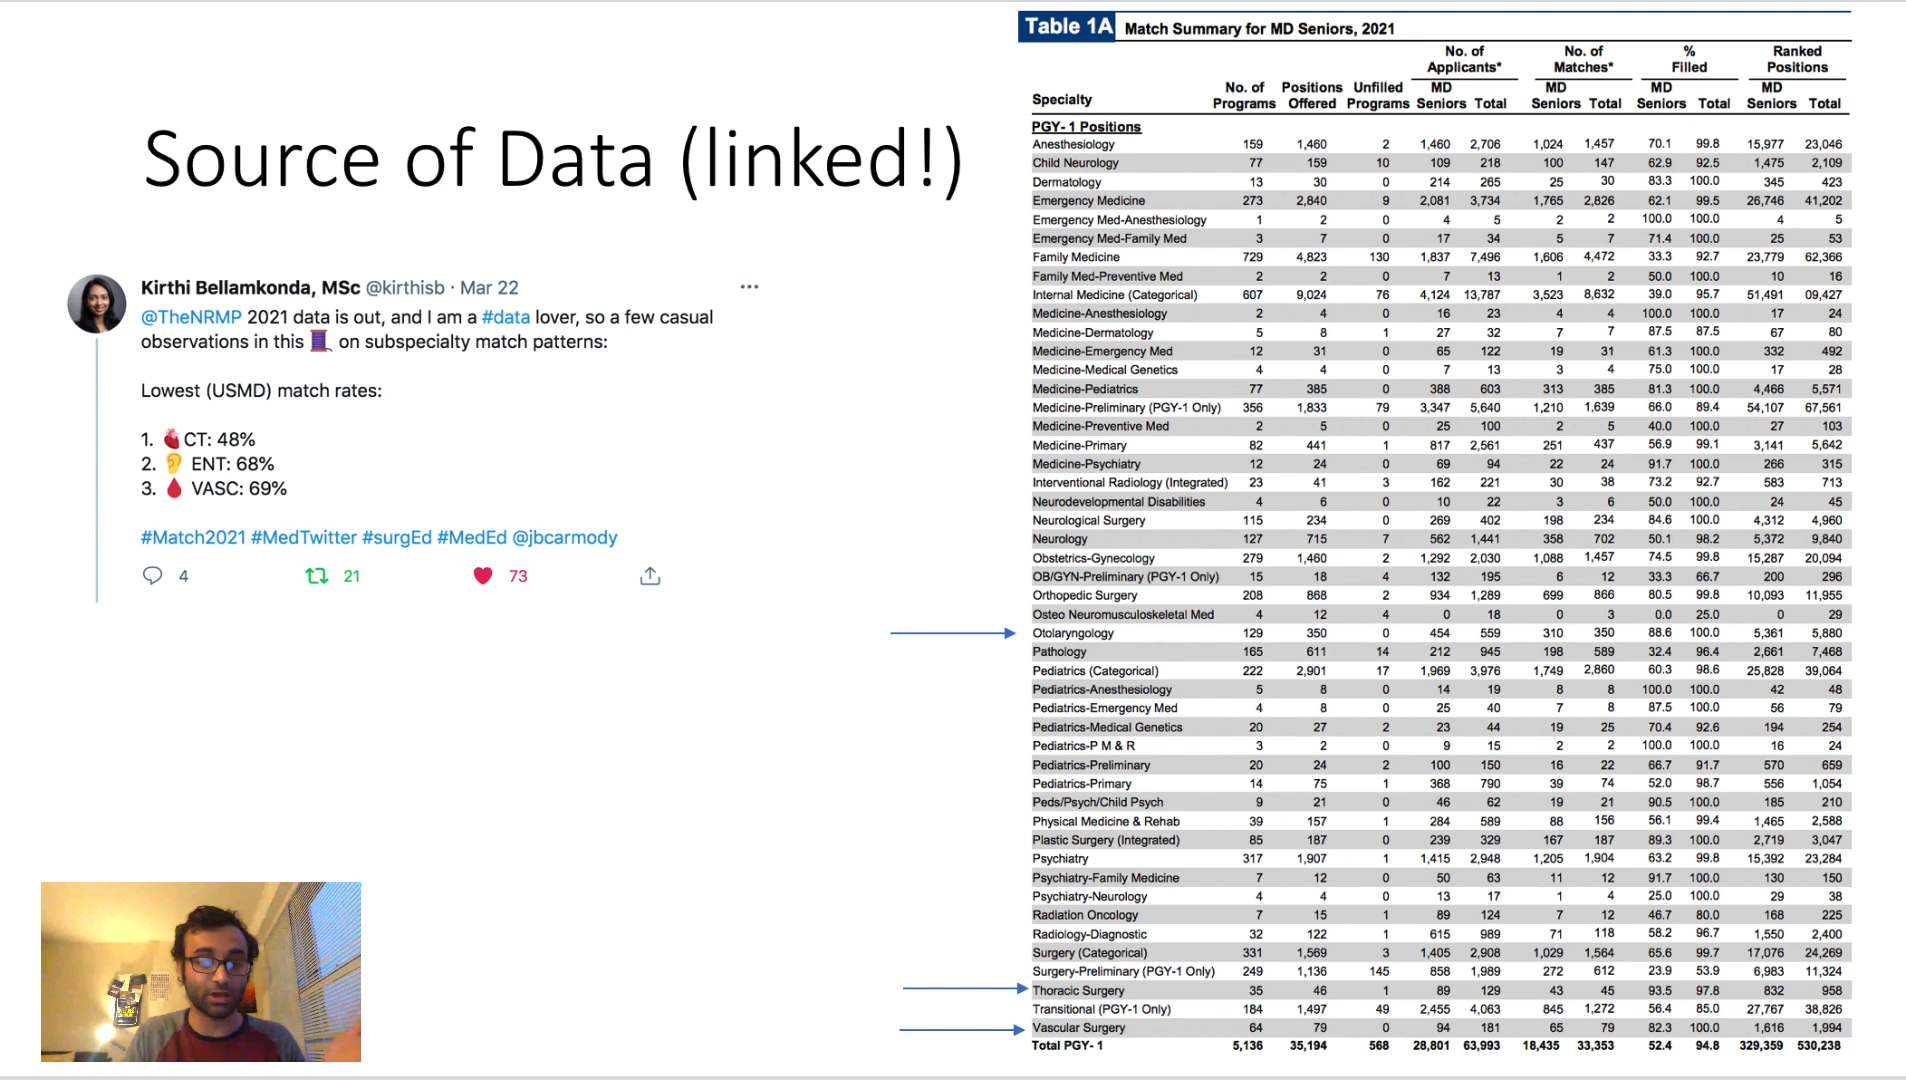 Source of Data (linked!)
Kirthi Bellamkonda, MSc @kirthisb · Mar 22
@TheNRMP 2021 data is out, and I am a #data lover, so a few casual
observations in this 🧵 on subspecialty match patterns:
Lowest (USMD) match rates:
1. 🫀 CT: 48%
2. 👂 ENT: 68%
3. 🩸 VASC: 69%
#Match2021 #MedTwitter #surgEd #MedEd @jbcarmody
4 21 73
Table 1A Match Summary for MD Seniors, 2021
No. of Applicants* No. of Matches* % Filled Ranked Positions
Specialty No. of Programs Positions Offered Unfilled Programs MD Seniors Total MD Seniors Total MD Seniors Total MD Seniors Total
PGY- 1 Positions
Anesthesiology 159 1,460 2 1,460 2,706 1,024 1,457 70.1 99.8 15,977 23,046
Child Neurology 77 159 10 109 218 100 147 62.9 92.5 1,475 2,109
Dermatology 13 30 0 214 265 25 30 83.3 100.0 345 423
Emergency Medicine 273 2,840 9 2,081 3,734 1,765 2,826 62.1 99.5 26,746 41,202
Emergency Med-Anesthesiology 1 2 0 4 5 2 2 100.0 100.0 4 5
Emergency Med-Family Med 3 7 0 17 34 5 7 71.4 100.0 25 53
Family Medicine 729 4,823 130 1,837 7,496 1,606 4,472 33.3 92.7 23,779 62,366
Family Med-Preventive Med 2 2 0 7 13 1 2 50.0 100.0 10 16
Internal Medicine (Categorical) 607 9,024 76 4,124 13,787 3,523 8,632 39.0 95.7 51,491 09,427
Medicine-Anesthesiology 2 4 0 16 23 4 4 100.0 100.0 17 24
Medicine-Dermatology 5 8 1 27 32 7 7 87.5 87.5 67 80
Medicine-Emergency Med 12 31 0 65 122 19 31 61.3 100.0 332 492
Medicine-Medical Genetics 4 4 0 7 13 3 4 75.0 100.0 17 28
Medicine-Pediatrics 77 385 0 388 603 313 385 81.3 100.0 4,466 5,571
Medicine-Preliminary (PGY-1 Only) 356 1,833 79 3,347 5,640 1,210 1,639 66.0 89.4 54,107 67,561
Medicine-Preventive Med 2 5 0 25 100 2 5 40.0 100.0 27 103
Medicine-Primary 82 441 1 817 2,561 251 437 56.9 99.1 3,141 5,642
Medicine-Psychiatry 12 24 0 69 94 22 24 91.7 100.0 266 315
Interventional Radiology (Integrated) 23 41 3 162 221 30 38 73.2 92.7 583 713
Neurodevelopmental Disabilities 4 6 0 10 22 3 6 50.0 100.0 24 45
Neurological Surgery 115 234 0 269 402 198 234 84.6 100.0 4,312 4,960
Neurology 127 715 7 562 1,441 358 702 50.1 98.2 5,372 9,840
Obstetrics-Gynecology 279 1,460 2 1,292 2,030 1,088 1,457 74.5 99.8 15,287 20,094
OB/GYN-Preliminary (PGY-1 Only) 15 18 4 132 195 6 12 33.3 66.7 200 296
Orthopedic Surgery 208 868 2 934 1,289 699 866 80.5 99.8 10,093 11,955
Osteo Neuromusculoskeletal Med 4 12 4 0 18 0 3 0.0 25.0 0 29
Otolaryngology 129 350 0 454 559 310 350 88.6 100.0 5,361 5,880
Pathology 165 611 14 212 945 198 589 32.4 96.4 2,661 7,468
Pediatrics (Categorical) 222 2,901 17 1,969 3,976 1,749 2,860 60.3 98.6 25,828 39,064
Pediatrics-Anesthesiology 5 8 0 14 19 8 8 100.0 100.0 42 48
Pediatrics-Emergency Med 4 8 0 25 40 7 8 87.5 100.0 56 79
Pediatrics-Medical Genetics 20 27 2 23 44 19 25 70.4 92.6 194 254
Pediatrics-P M & R 3 2 0 9 15 2 2 100.0 100.0 16 24
Pediatrics-Preliminary 20 24 2 100 150 16 22 66.7 91.7 570 659
Pediatrics-Primary 14 75 1 368 790 39 74 52.0 98.7 556 1,054
Peds/Psych/Child Psych 9 21 0 46 62 19 21 90.5 100.0 185 210
Physical Medicine & Rehab 39 157 1 284 589 88 156 56.1 99.4 1,465 2,588
Plastic Surgery (Integrated) 85 187 0 239 329 167 187 89.3 100.0 2,719 3,047
Psychiatry 317 1,907 1 1,415 2,948 1,205 1,904 63.2 99.8 15,392 23,284
Psychiatry-Family Medicine 7 12 0 50 63 11 12 91.7 100.0 130 150
Psychiatry-Neurology 4 4 0 13 17 1 4 25.0 100.0 29 38
Radiation Oncology 7 15 1 89 124 7 12 46.7 80.0 168 225
Radiology-Diagnostic 32 122 1 615 989 71 118 58.2 96.7 1,550 2,400
Surgery (Categorical) 331 1,569 3 1,405 2,908 1,029 1,564 65.6 99.7 17,076 24,269
Surgery-Preliminary (PGY-1 Only) 249 1,136 145 858 1,989 272 612 23.9 53.9 6,983 11,324
Thoracic Surgery 35 46 1 89 129 43 45 93.5 97.8 832 958
Transitional (PGY-1 Only) 184 1,497 49 2,455 4,063 845 1,272 56.4 85.0 27,767 38,826
Vascular Surgery 64 79 0 94 181 65 79 82.3 100.0 1,616 1,994
Total PGY- 1 5,136 35,194 568 28,801 63,993 18,435 33,353 52.4 94.8 329,359 530,238